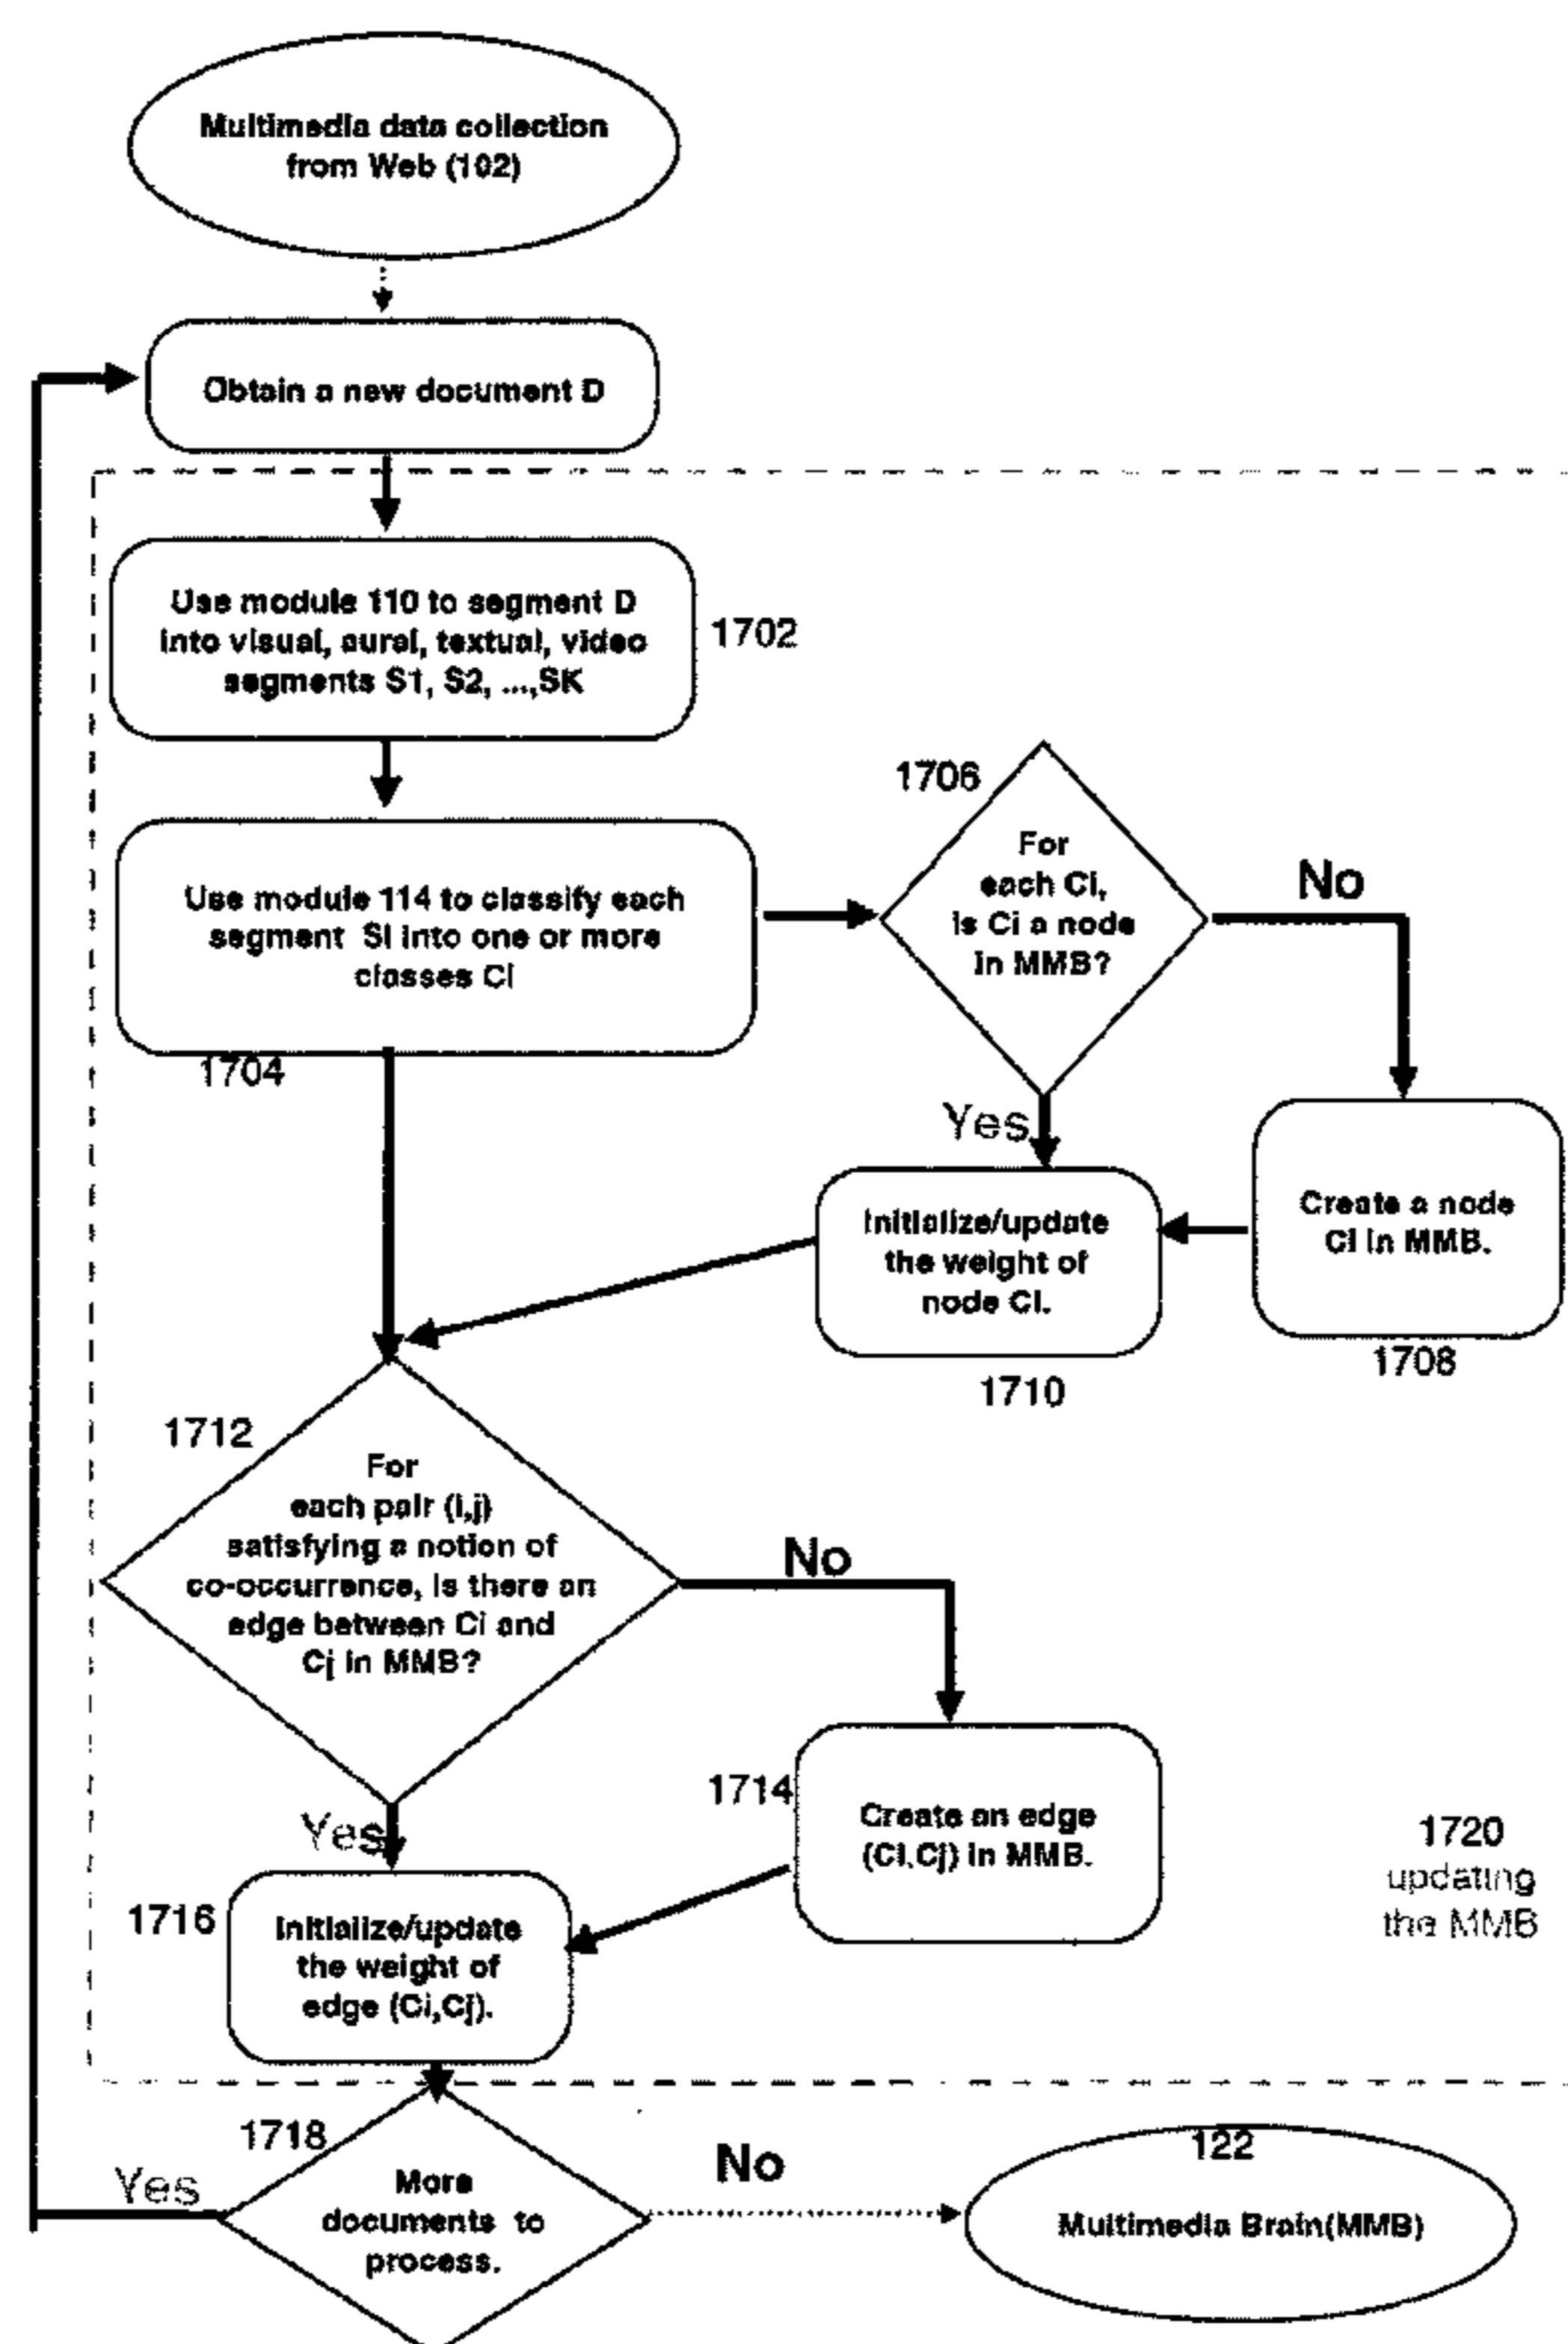 Multimedia data collection
from Web (102)
Obtain a new document D
Use module 110 to segment D
into visual, aural, textual, video
segments S1, S2, ...,SK
1702
Use module 114 to classify each
segment Si into one or more
classes Ci
1704
1706
For
each Ci,
is Ci a node
in MMB?
No
Yes
Create a node
Ci in MMB.
1708
Initialize/update
the weight of
node Ci.
1710
1712
For
each pair (i,j)
satisfying a notion of
co-occurrence, is there an
edge between Ci and
Cj in MMB?
No
Yes
1714
Create an edge
(Ci,Cj) in MMB.
1716
Initialize/update
the weight of
edge (Ci,Cj).
1720
updating
the MMB
1718
More
documents to
process.
Yes
No
122
Multimedia Brain(MMB)